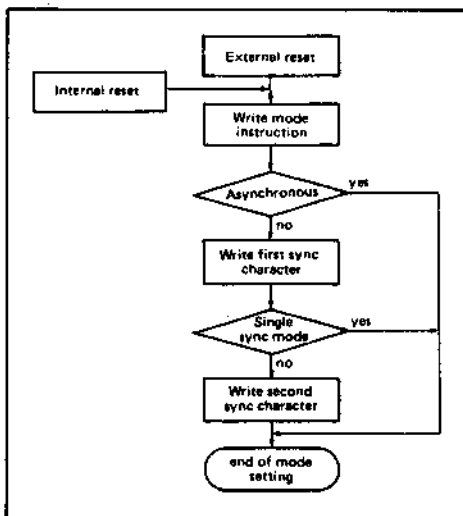 External reset
Internal reset
Write mode
instruction
Asynchronous
yes
no
Write first sync
character
Single
sync mode
yes
no
Write second
sync character
end of mode
setting